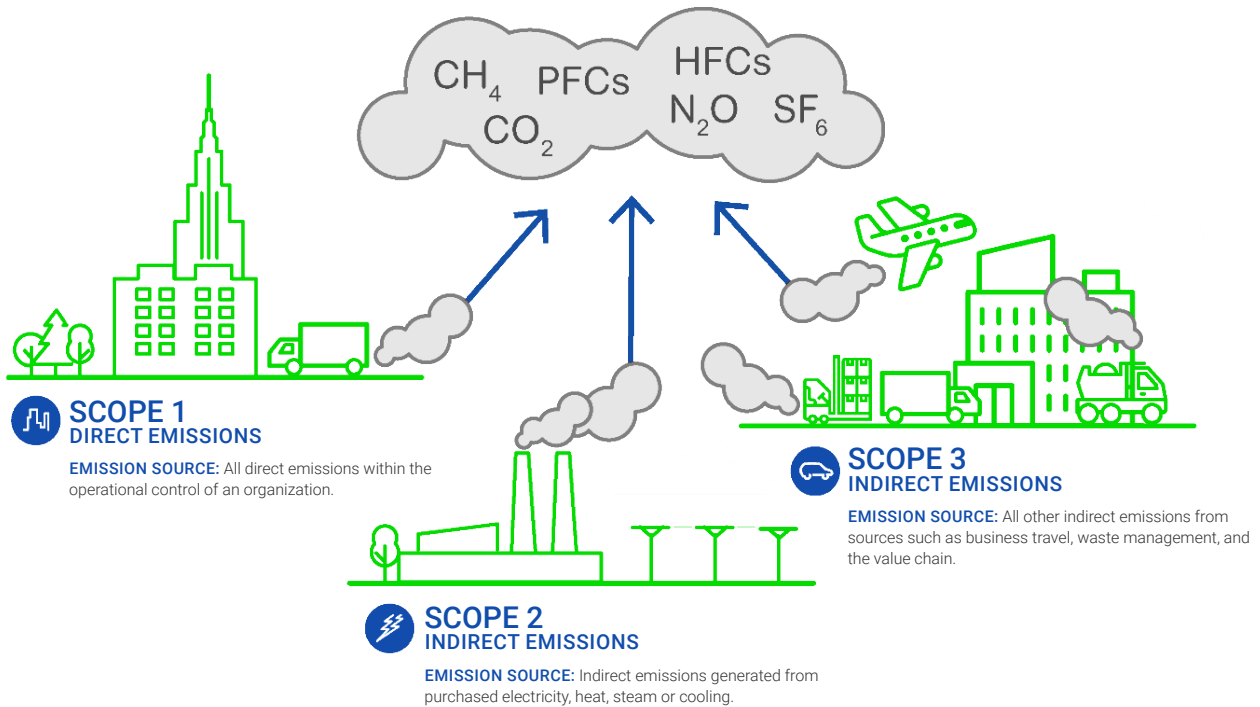 CH₄ PFCs HFCs
CO₂ N₂O SF₆
SCOPE 1
DIRECT EMISSIONS
EMISSION SOURCE: All direct emissions within the
operational control of an organization.
SCOPE 2
INDIRECT EMISSIONS
EMISSION SOURCE: Indirect emissions generated from
purchased electricity, heat, steam or cooling.
SCOPE 3
INDIRECT EMISSIONS
EMISSION SOURCE: All other indirect emissions from
sources such as business travel, waste management, and
the value chain.